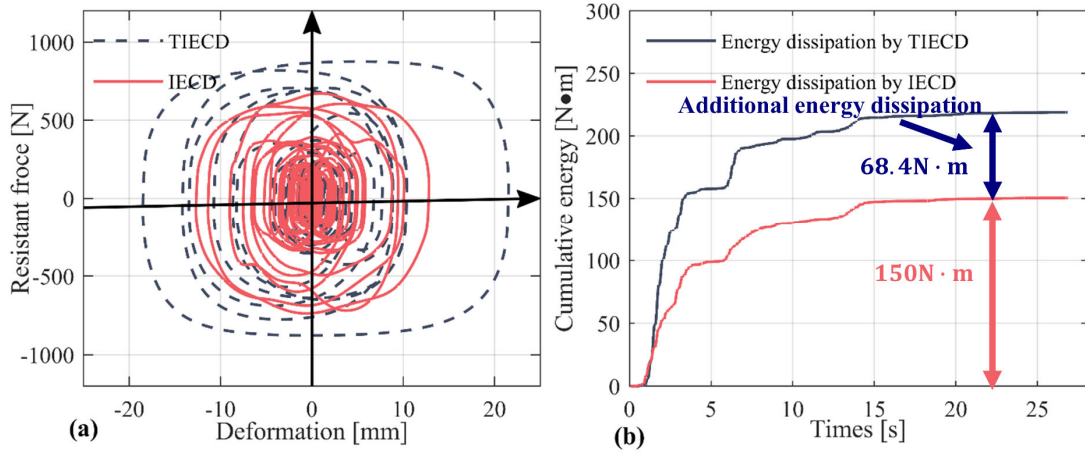 1000
500
0
-500
-1000
Resistant froce [N]
TIECD
IECD
-20
-10
0
10
20
Deformation [mm]
(a)
300
250
200
150
100
50
0
Cumulative energy [N●m]
Energy dissipation by TIECD
Energy dissipation by IECD
Additional energy dissipation
68.4N · m
150N · m
0
5
10
15
20
25
Times [s]
(b)